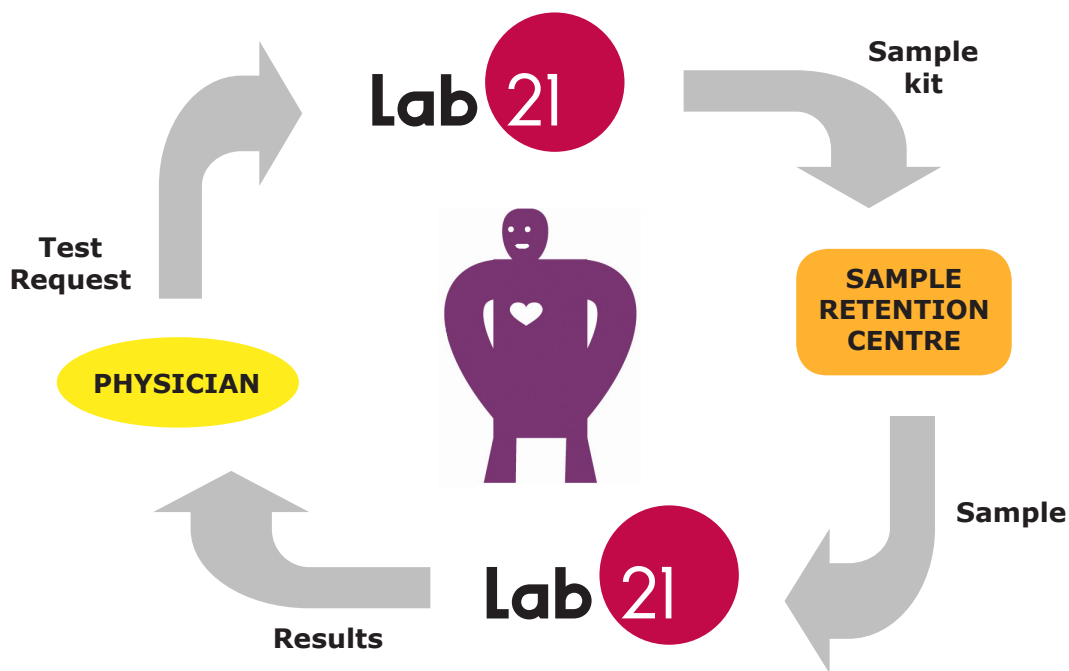 Lab 21
Sample
kit
Test
Request
SAMPLE
RETENTION
CENTRE
PHYSICIAN
Sample
Lab 21
Results